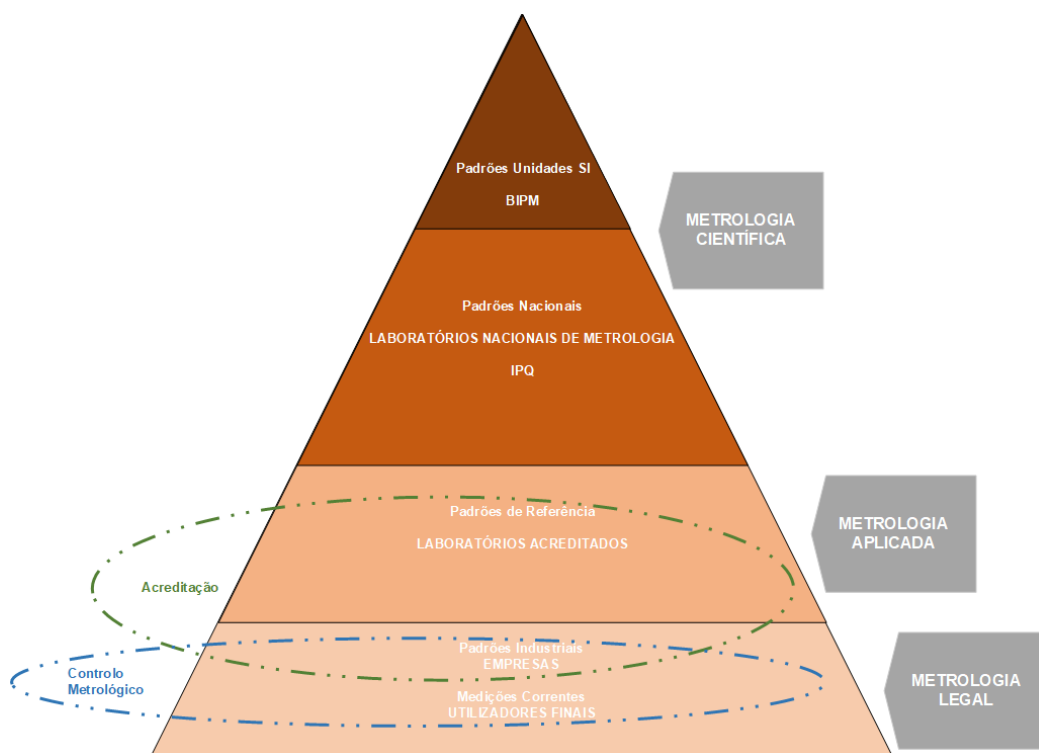 Padrões Unidades SI
BIPM
METROLOGIA
CIENTÍFICA
Padrões Nacionais
LABORATÓRIOS NACIONAIS DE METROLOGIA
IPQ
Padrões de Referência
LABORATÓRIOS ACREDITADOS
METROLOGIA
APLICADA
Acreditação
Padrões Industriais
EMPRESAS
Controlo
Metrológico
Medições Correntes
UTILIZADORES FINAIS
METROLOGIA
LEGAL